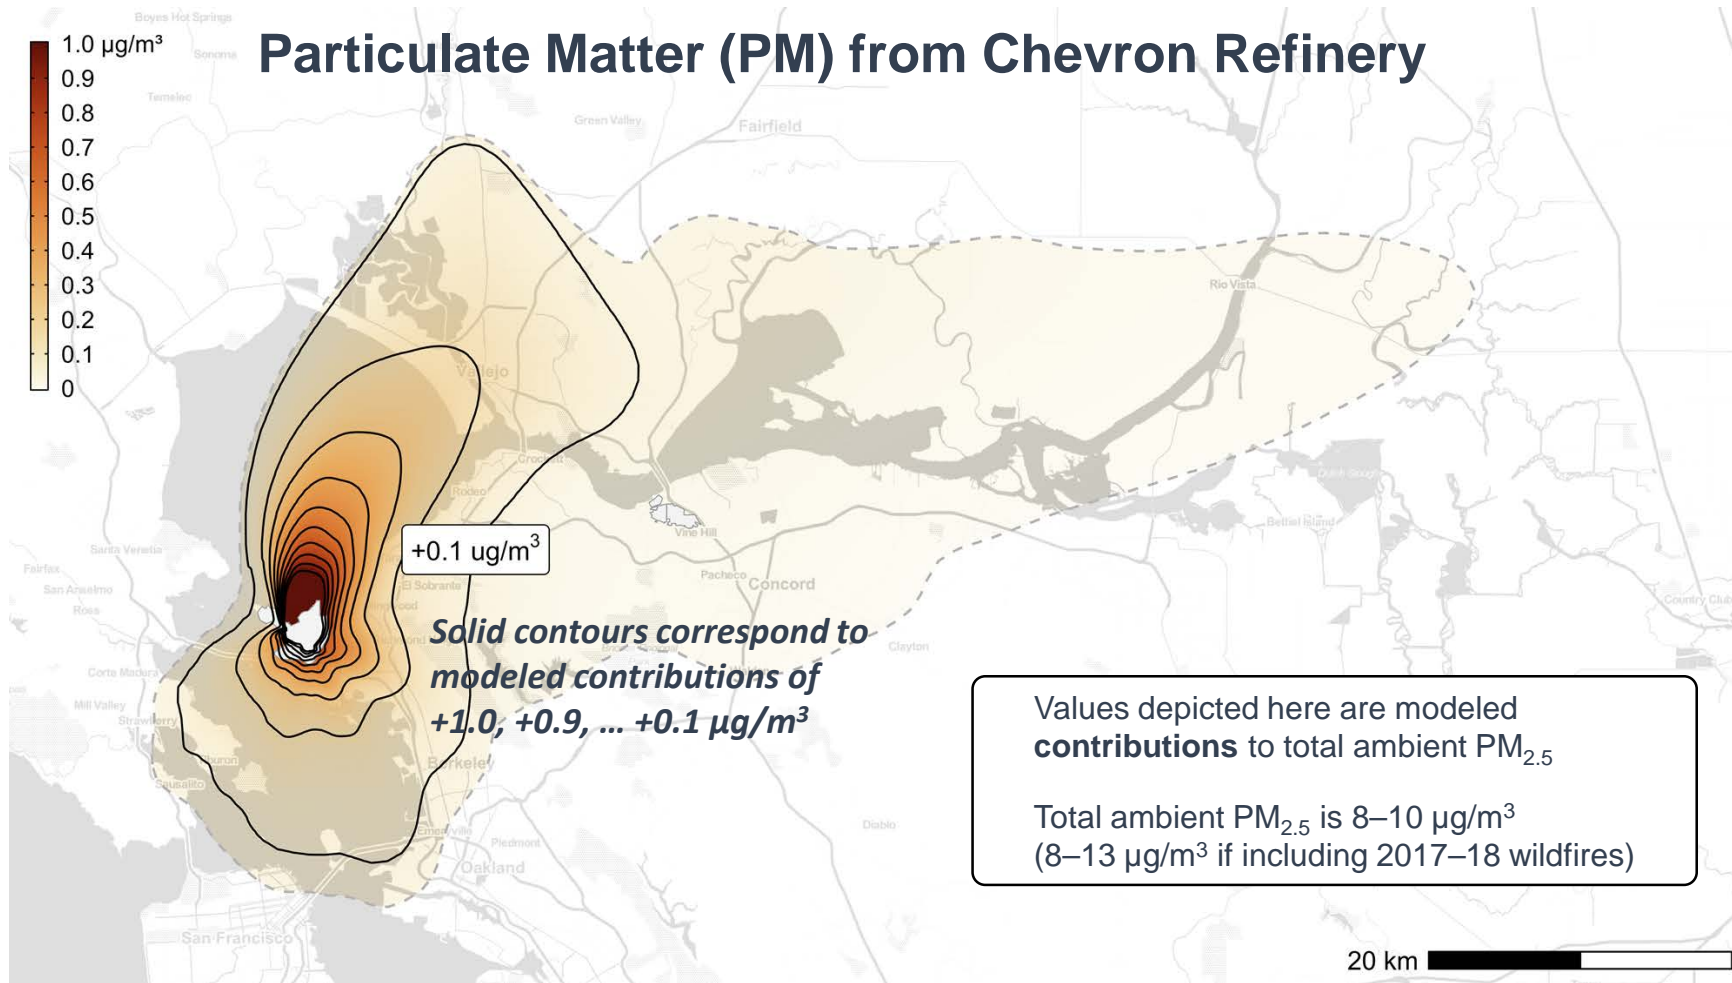 Particulate Matter (PM) from Chevron Refinery
1.0 µg/m³
0.9
0.8
0.7
0.6
0.5
0.4
0.3
0.2
0.1
0
Boyes Hot Springs
Sonoma
Temelec
Green Valley
Fairfield
Rio Vista
Vallejo
Crockett
Rodeo
Vine Hill
Bethel Island
Santa Venetia
Fairfax
San Anselmo
Ross
+0.1 ug/m³
El Sobrante
Pacheco
Concord
Country Club
Solid contours correspond to
modeled contributions of
+1.0, +0.9, … +0.1 µg/m³
Clayton
Corte Madera
Mill Valley
Strawberry
Sausalito
Berkeley
Emeryville
Piedmont
Oakland
Diablo
San Francisco
Values depicted here are modeled
contributions to total ambient PM₂.₅
Total ambient PM₂.₅ is 8–10 µg/m³
(8–13 µg/m³ if including 2017–18 wildfires)
20 km